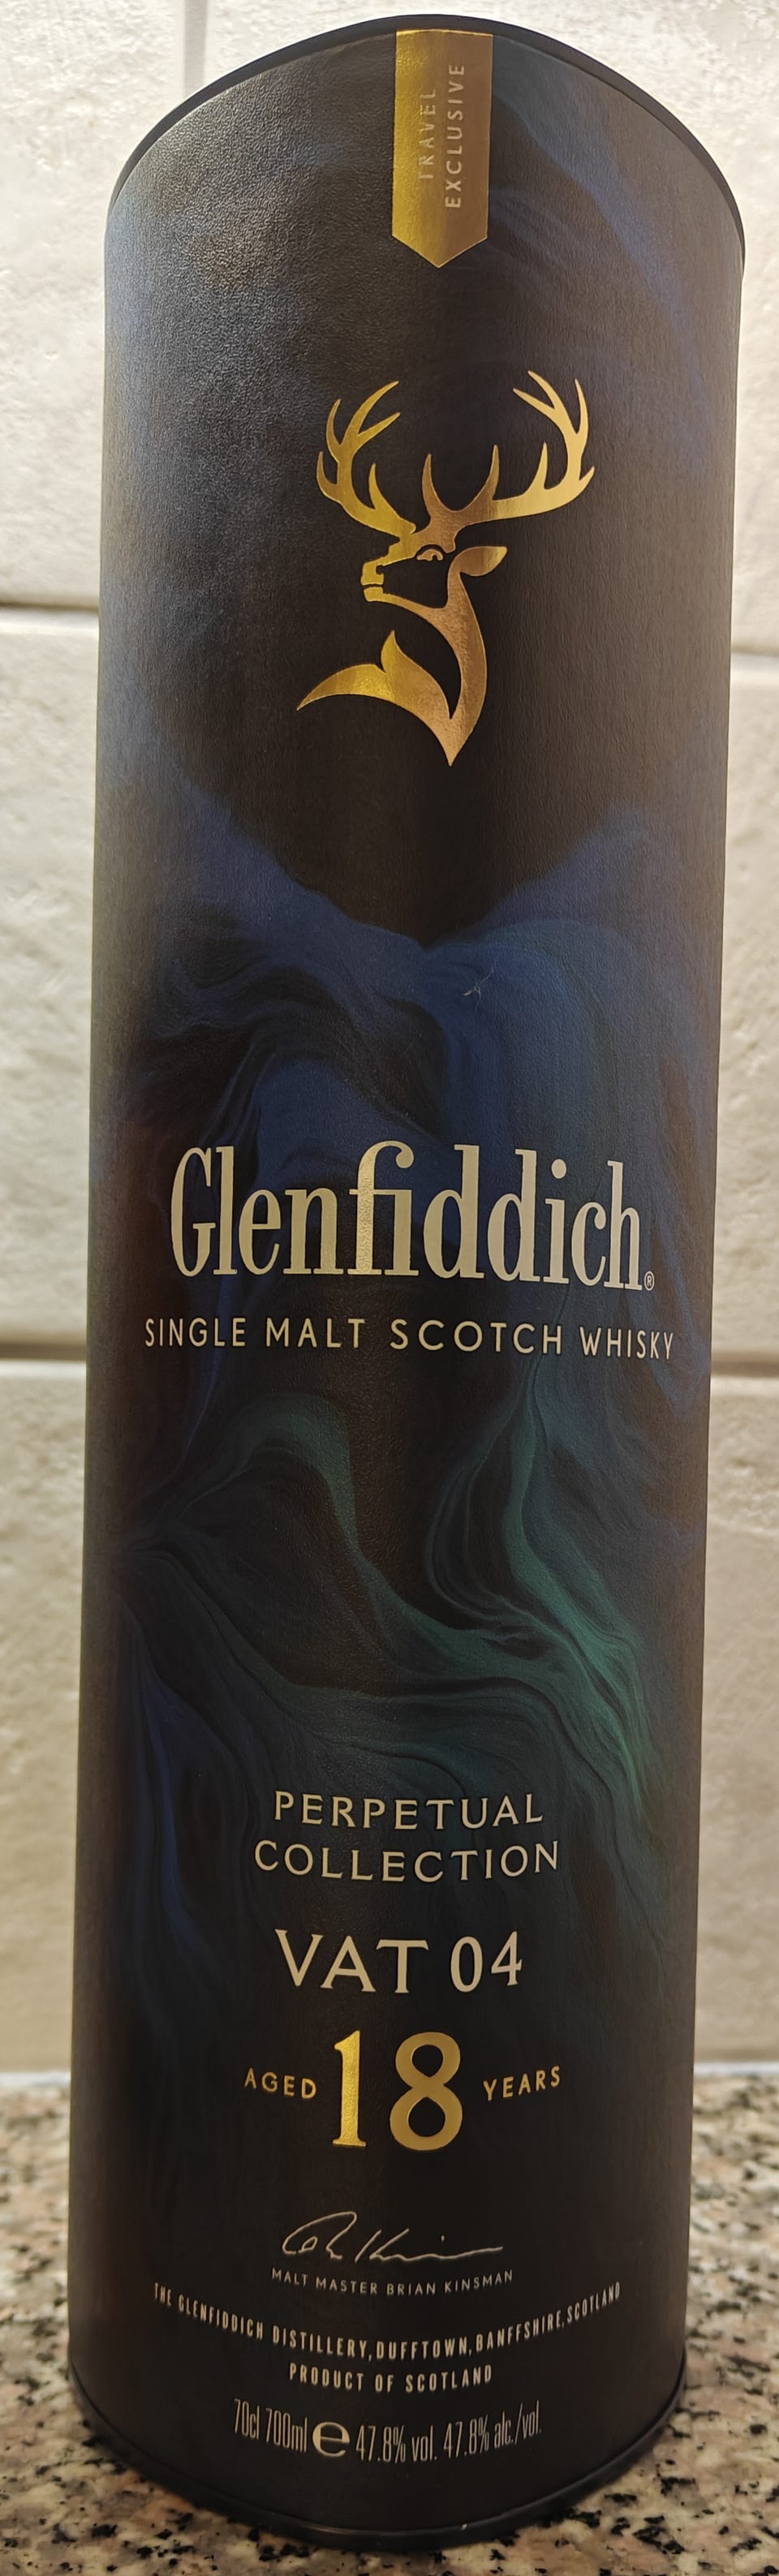 TRAVEL
EXCLUSIVE
Glenfiddich®
SINGLE MALT SCOTCH WHISKY
PERPETUAL
COLLECTION
VAT 04
AGED 18 YEARS
MALT MASTER BRIAN KINSMAN
THE GLENFIDDICH DISTILLERY, DUFFTOWN, BANFFSHIRE, SCOTLAND
PRODUCT OF SCOTLAND
70cl 700ml e 47.8% vol. 47.8% alc./vol.